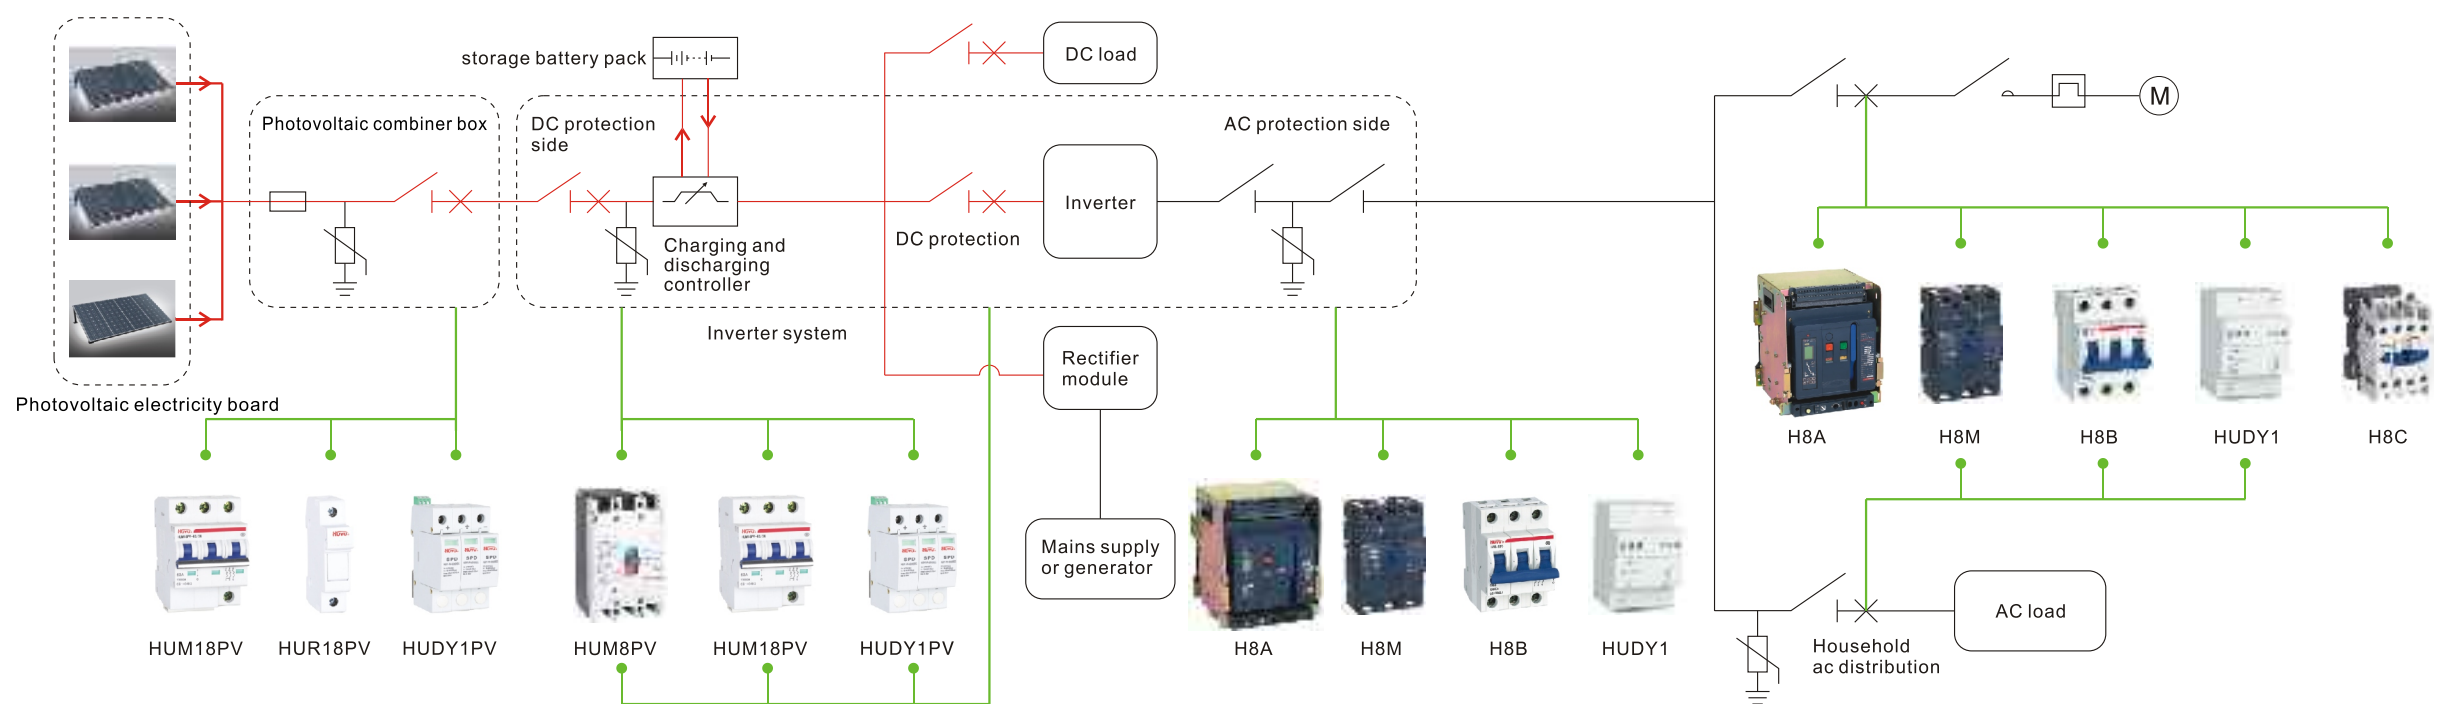 storage battery pack
DC load
Photovoltaic combiner box
DC protection
side
AC protection side
M
Inverter
DC protection
Charging and
discharging
controller
Inverter system
Rectifier
module
Photovoltaic electricity board
H8A
H8M
H8B
HUDY1
H8C
Mains supply
or generator
AC load
HUM18PV
HUR18PV
HUDY1PV
HUM8PV
HUM18PV
HUDY1PV
H8A
H8M
H8B
HUDY1
Household
ac distribution